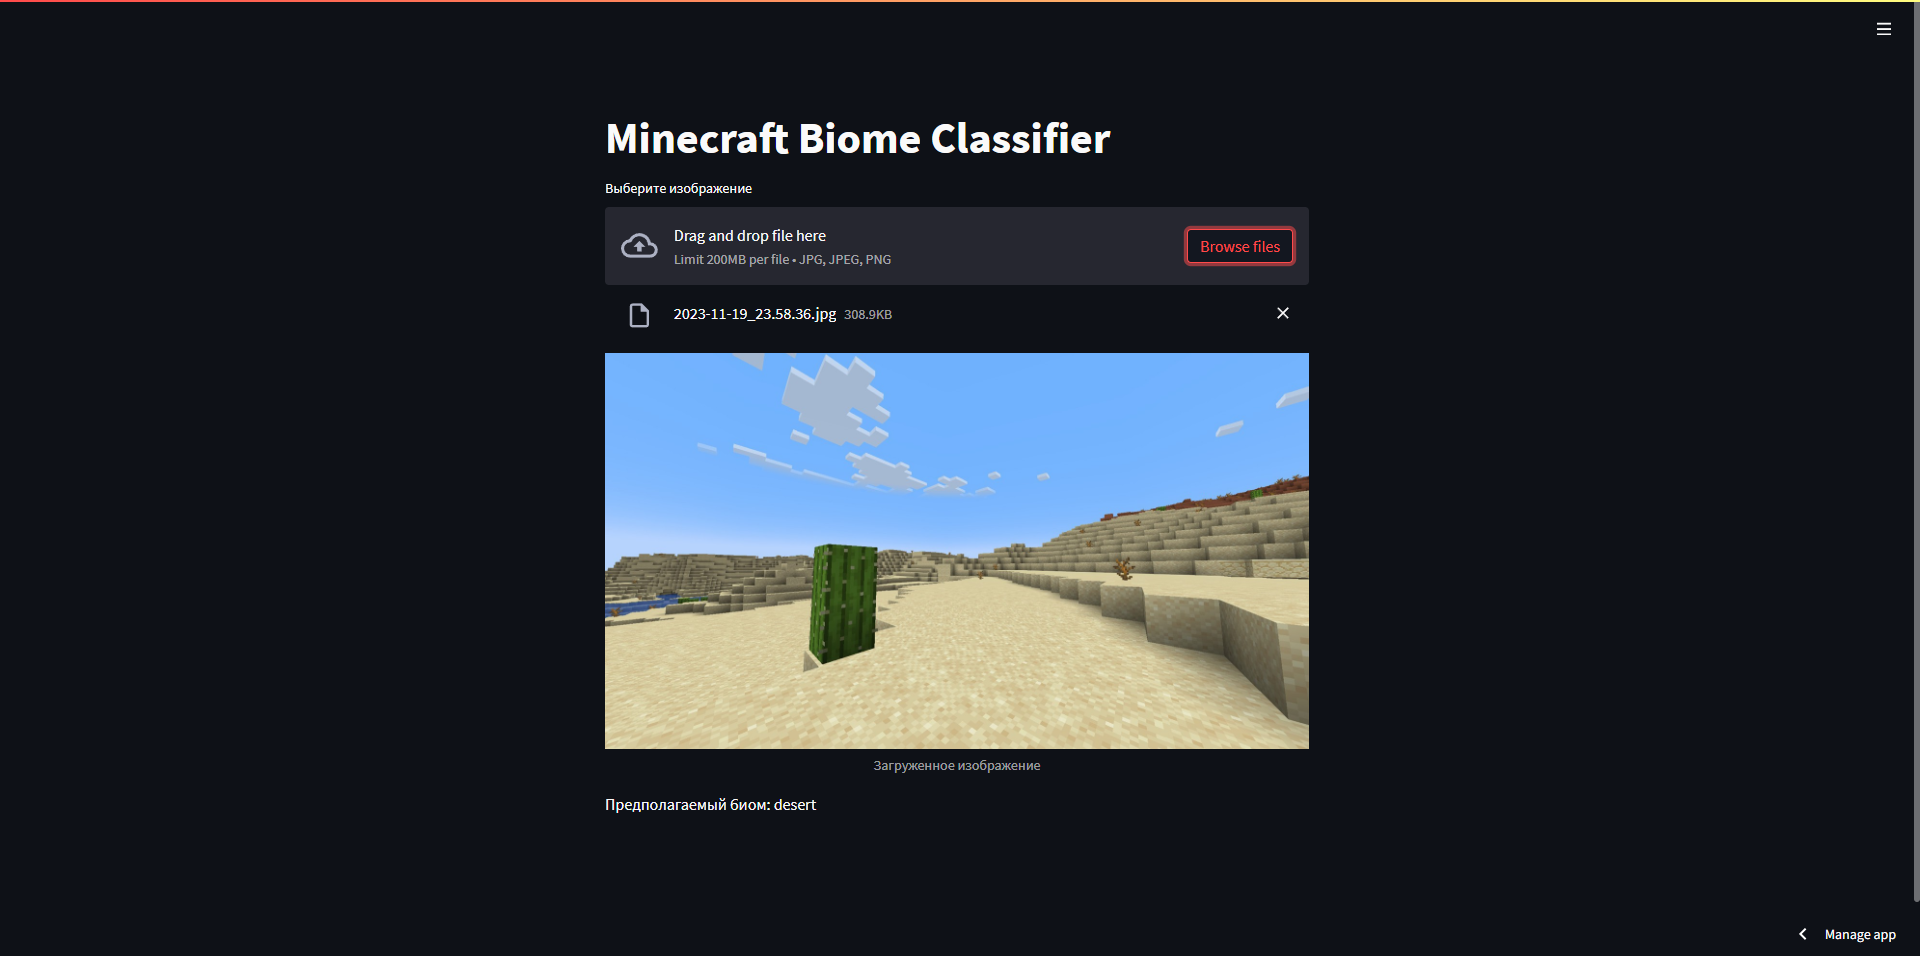 Minecraft Biome Classifier
Выберите изображение
Drag and drop file here
Limit 200MB per file • JPG, JPEG, PNG
Browse files
2023-11-19_23.58.36.jpg 308.9KB
Загруженное изображение
Предполагаемый биом: desert
Manage app